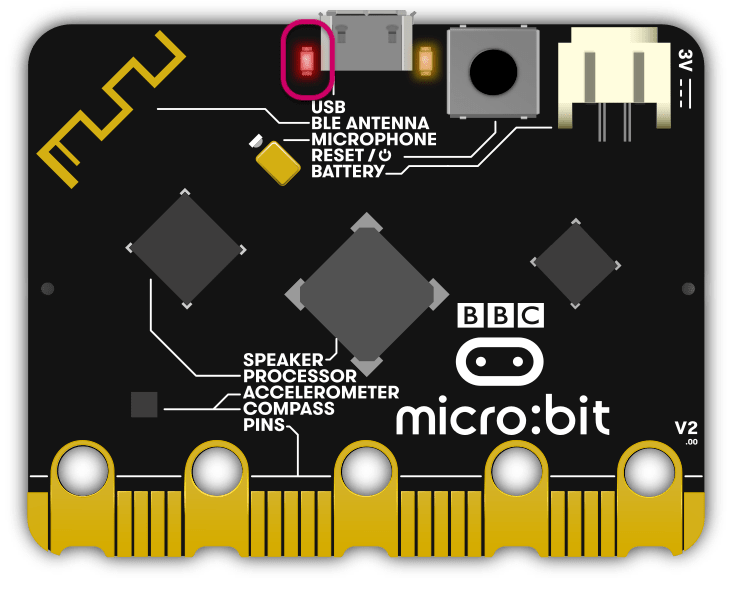 3V
USB
BLE ANTENNA
MICROPHONE
RESET / ⏻
BATTERY
BBC
SPEAKER
PROCESSOR
ACCELEROMETER
COMPASS
PINS
micro:bit
V2
.00